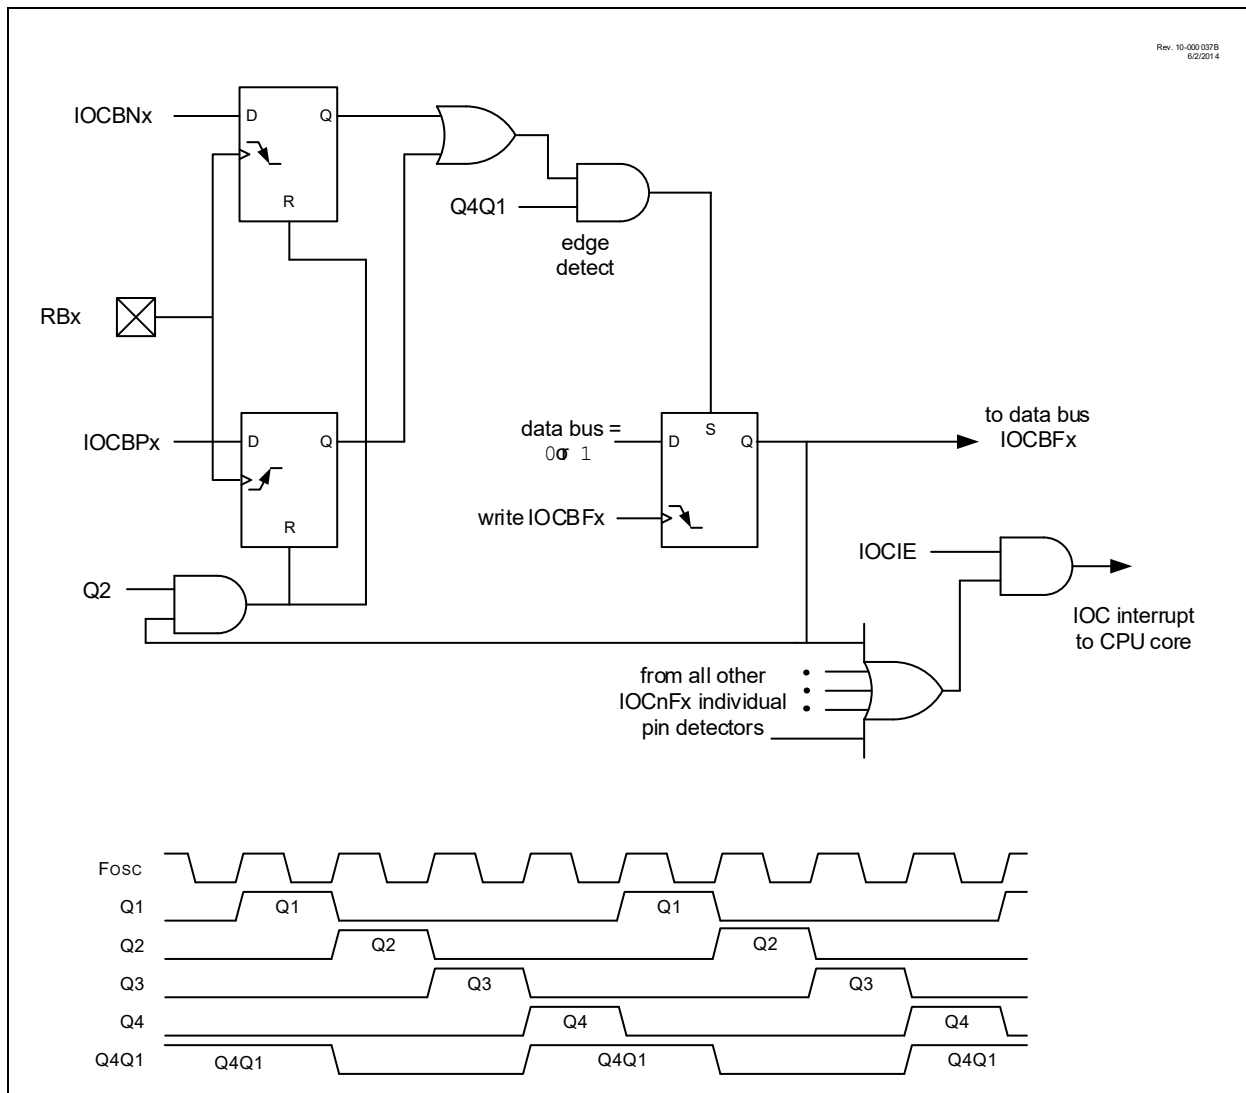 Rev. 10-000 037B
6/2/2014
IOCBNx
D
Q
R
Q4Q1
edge
detect
RBx
IOCBPx
D
Q
R
data bus =
0 or 1
D
S
Q
write IOCBFx
to data bus
IOCBFx
IOCIE
Q2
IOC interrupt
to CPU core
from all other
IOCnFx individual
pin detectors
FOSC
Q1
Q1
Q1
Q2
Q2
Q2
Q3
Q3
Q3
Q4
Q4
Q4
Q4Q1
Q4Q1
Q4Q1
Q4Q1